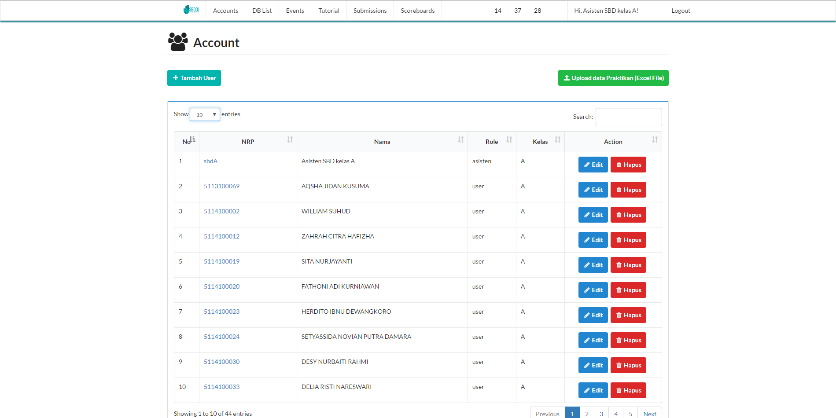 Accounts DB List Events Tutorial Submissions Scoreboards 14 37 28 Hi, Asisten SBD kelas A! Logout
Account
+ Tambah User
Upload data Praktikan (Excel File)
Show 10 entries
Search:
No NRP Nama Role Kelas Action
1 sbdA Asisten SBD kelas A asisten A Edit Hapus
2 5113100069 AQSHA JIDAN KUSUMA user A Edit Hapus
3 5114100002 WILLIAM SUHUD user A Edit Hapus
4 5114100012 ZAHRAH CITRA HAFIZHA user A Edit Hapus
5 5114100019 SITA NURJAYANTI user A Edit Hapus
6 5114100020 FATHONI ADI KURNIAWAN user A Edit Hapus
7 5114100023 HERDITO IBNU DEWANGKORO user A Edit Hapus
8 5114100024 SETYASSIDA NOVIAN PUTRA DAMARA user A Edit Hapus
9 5114100030 DESY NURBAITI RAHMI user A Edit Hapus
10 5114100033 DELIA RISTI NARESWARI user A Edit Hapus
Showing 1 to 10 of 44 entries
Previous 1 2 3 4 5 Next